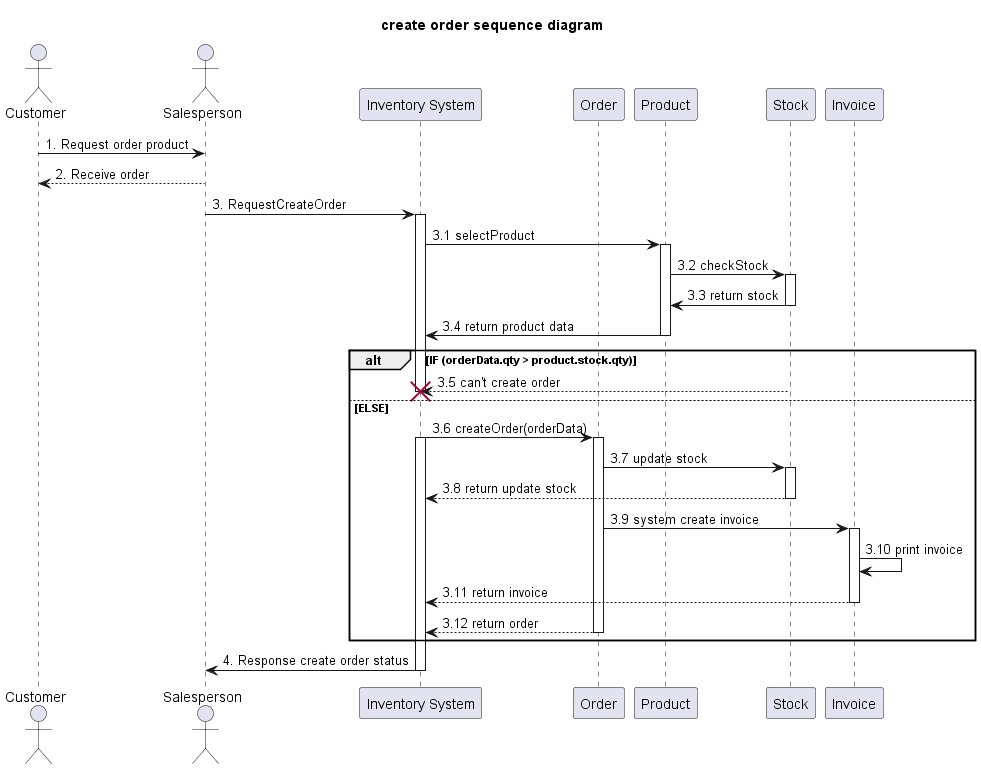 create order sequence diagram
Customer
Salesperson
Inventory System
Order
Product
Stock
Invoice
1. Request order product
2. Receive order
3. RequestCreateOrder
3.1 selectProduct
3.2 checkStock
3.3 return stock
3.4 return product data
alt
[IF (orderData.qty > product.stock.qty)]
3.5 can't create order
[ELSE]
3.6 createOrder(orderData)
3.7 update stock
3.8 return update stock
3.9 system create invoice
3.10 print invoice
3.11 return invoice
3.12 return order
4. Response create order status
Customer
Salesperson
Inventory System
Order
Product
Stock
Invoice